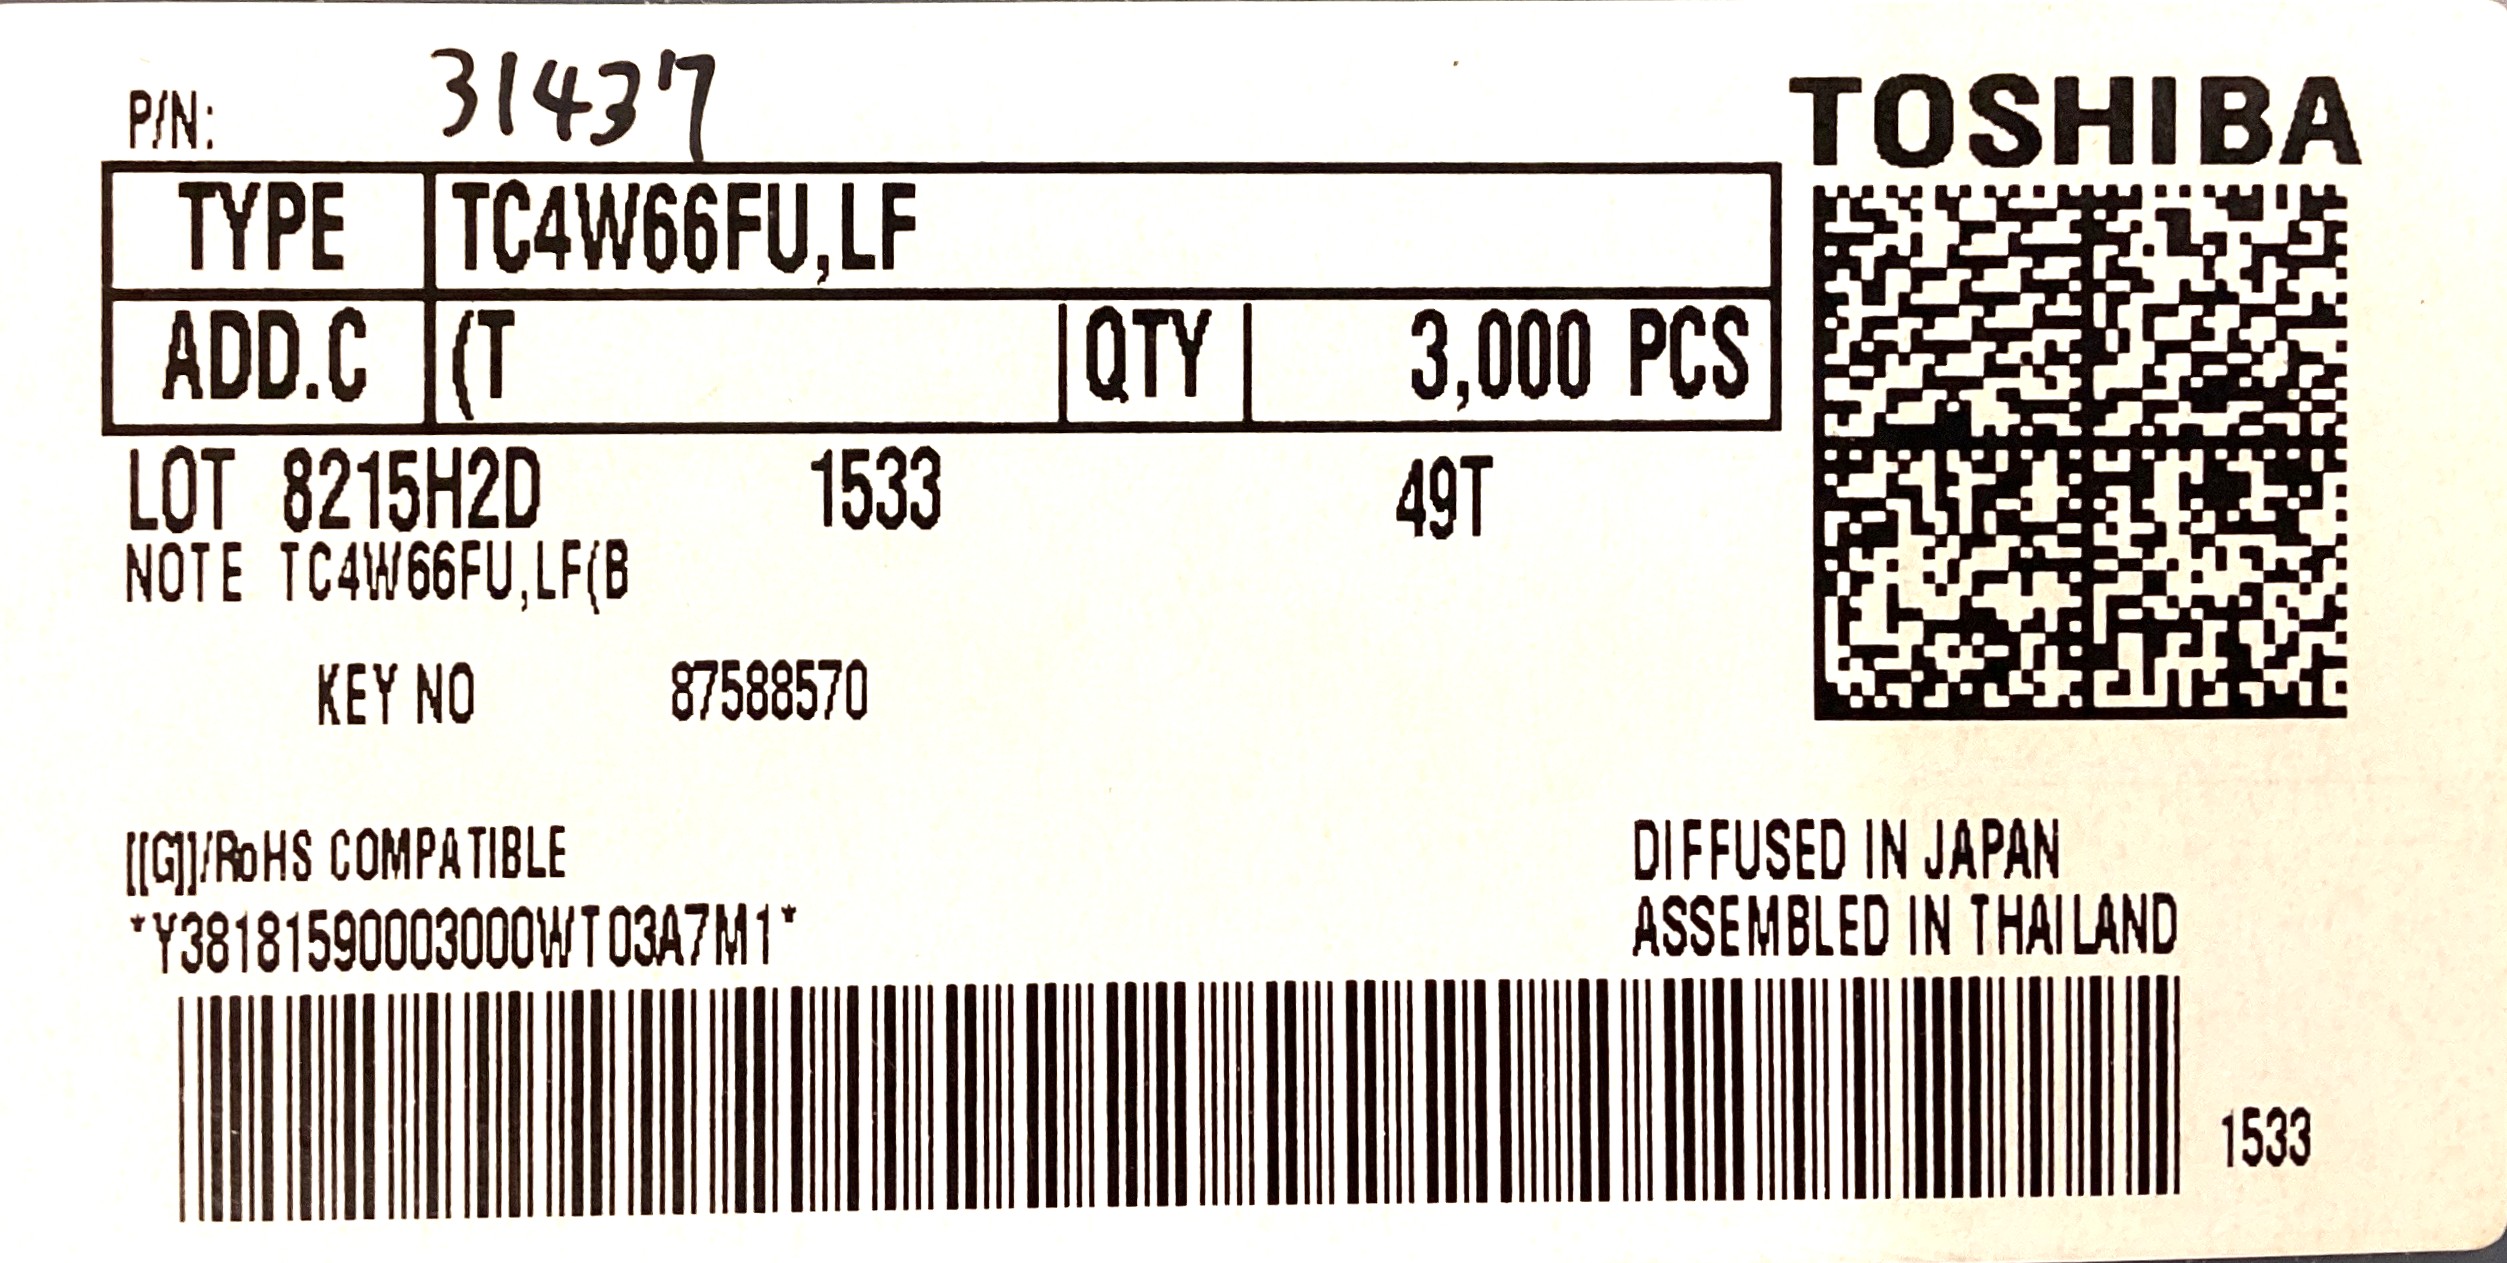 P/N: 31437
TOSHIBA
TYPE TC4W66FU,LF
ADD.C (T QTY 3,000 PCS
LOT 8215H2D 1533 49T
NOTE TC4W66FU,LF(B
KEY NO 87588570
[[G]]/RoHS COMPATIBLE
DIFFUSED IN JAPAN
*Y38181590003000WT03A7M1*
ASSEMBLED IN THAILAND
1533